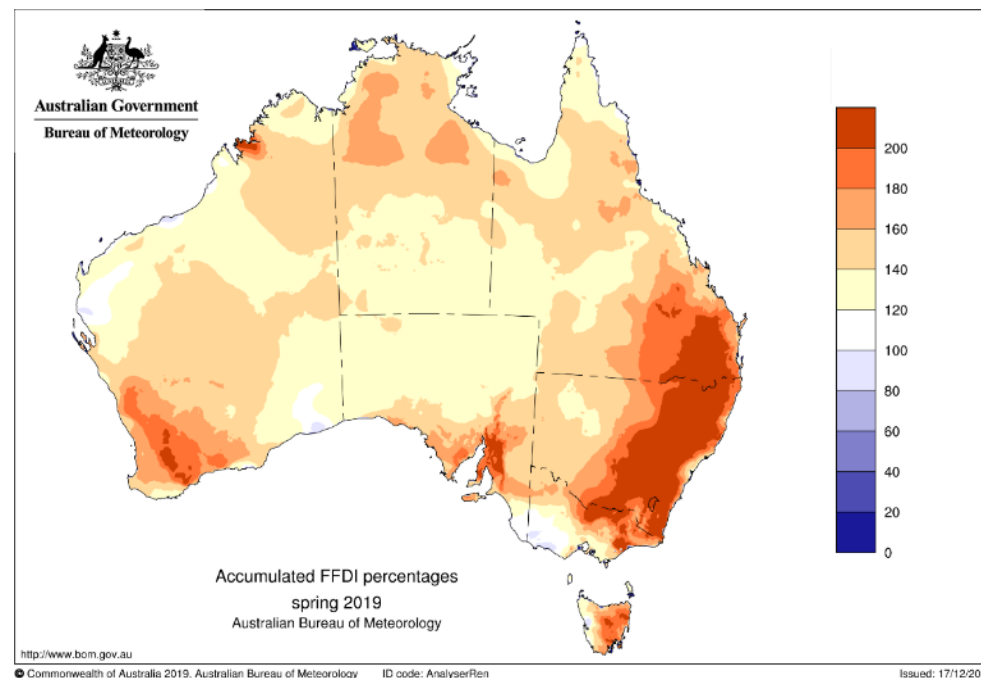 Australian Government
Bureau of Meteorology
200
180
160
140
120
100
80
60
40
20
0
Accumulated FFDI percentages
spring 2019
Australian Bureau of Meteorology
http://www.bom.gov.au
© Commonwealth of Australia 2019, Australian Bureau of Meteorology ID code: AnalyserRen Issued: 17/12/20